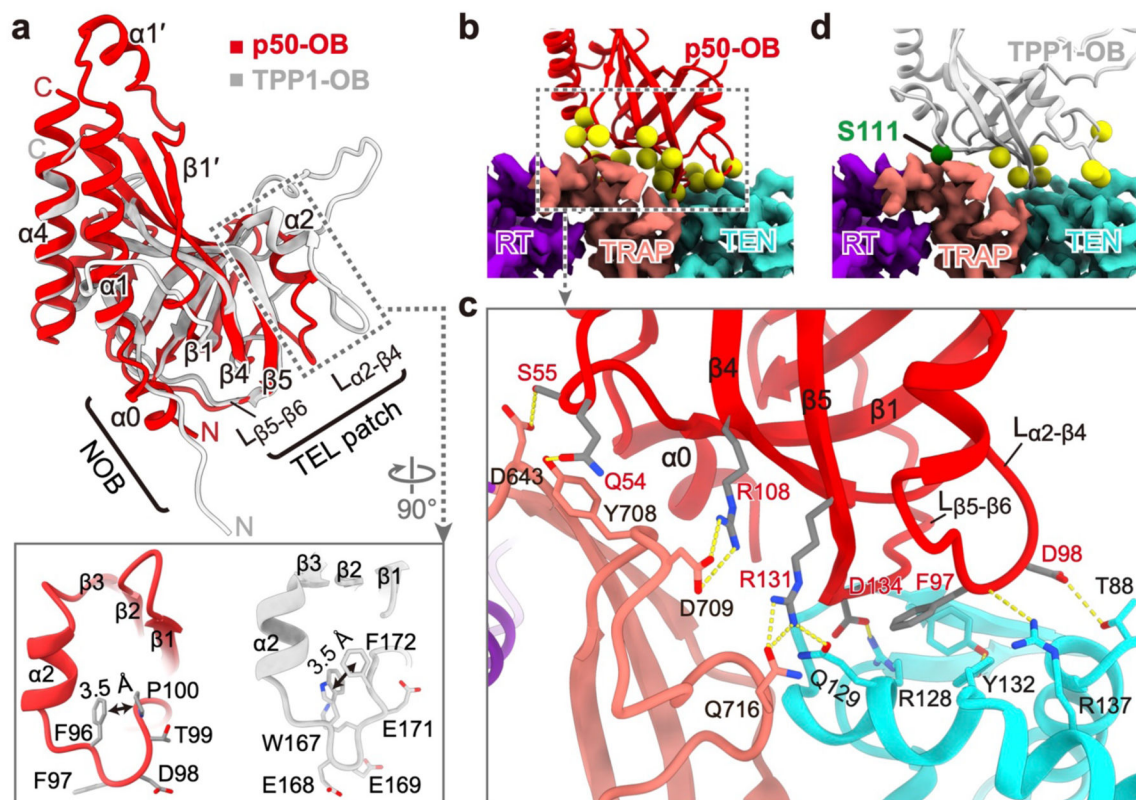 a
α1′
p50-OB
TPP1-OB
C
C
β1′
α4
α2
α1
β1
β4
β5
Lα2-β4
α0
N
Lβ5-β6
NOB
TEL patch
N
90°
β3
β2
β1
α2
3.5 Å
P100
F96
T99
F97
D98
β3
β2
β1
α2
3.5 Å
F172
W167
E171
E168
E169
b
p50-OB
RT
TRAP
TEN
d
TPP1-OB
S111
RT
TRAP
TEN
c
β4
S55
β5
β1
α0
Lα2-β4
D643
Q54
R108
Lβ5-β6
Y708
D98
R131
D134
F97
T88
D709
Q129
R128
Y132
R137
Q716